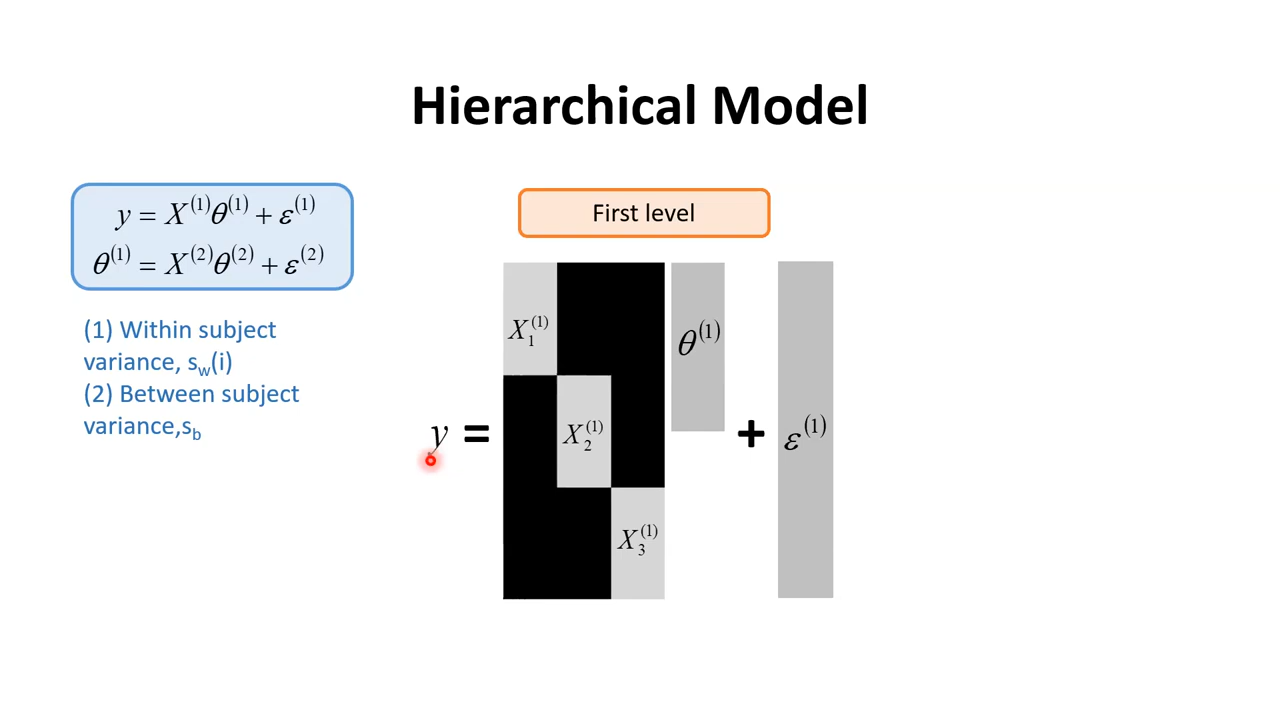 Hierarchical Model
y = X^(1)θ^(1) + ε^(1)
θ^(1) = X^(2)θ^(2) + ε^(2)
(1) Within subject
variance, s_w(i)
(2) Between subject
variance,s_b
First level
X_1^(1)
θ^(1)
y =
X_2^(1)
+
ε^(1)
X_3^(1)